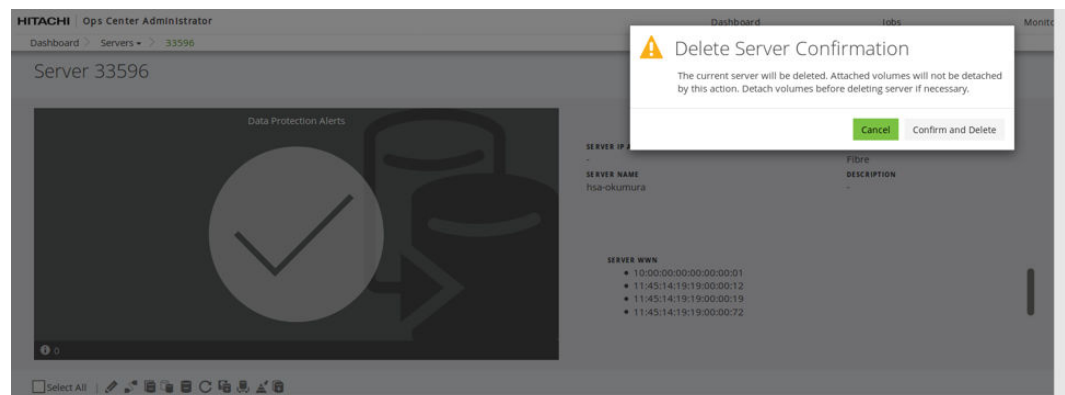 HITACHI Ops Center Administrator
Dashboard Jobs Monito
Dashboard Servers 33596
Server 33596
Delete Server Confirmation
The current server will be deleted. Attached volumes will not be detached
by this action. Detach volumes before deleting server if necessary.
Cancel Confirm and Delete
Data Protection Alerts
SERVER IP A
-
Fibre
SERVER NAME
hsa-okumura
DESCRIPTION
-
SERVER WWN
10:00:00:00:00:00:00:01
11:45:14:19:19:00:00:12
11:45:14:19:19:00:00:19
11:45:14:19:19:00:00:72
0
Select All